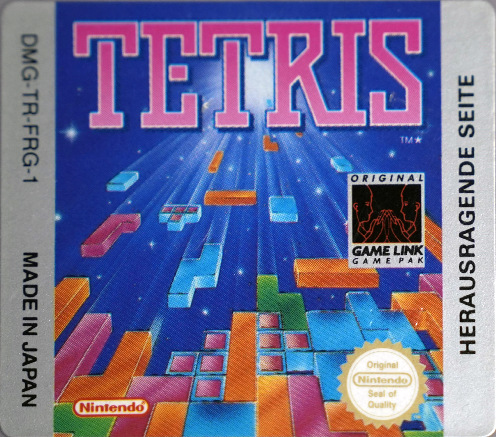 DMG-TR-FRG-1
MADE IN JAPAN
TETRIS
TM
ORIGINAL
GAME LINK
GAME PAK
Nintendo
Original
Nintendo
Seal of
Quality
HERAUSRAGENDE SEITE